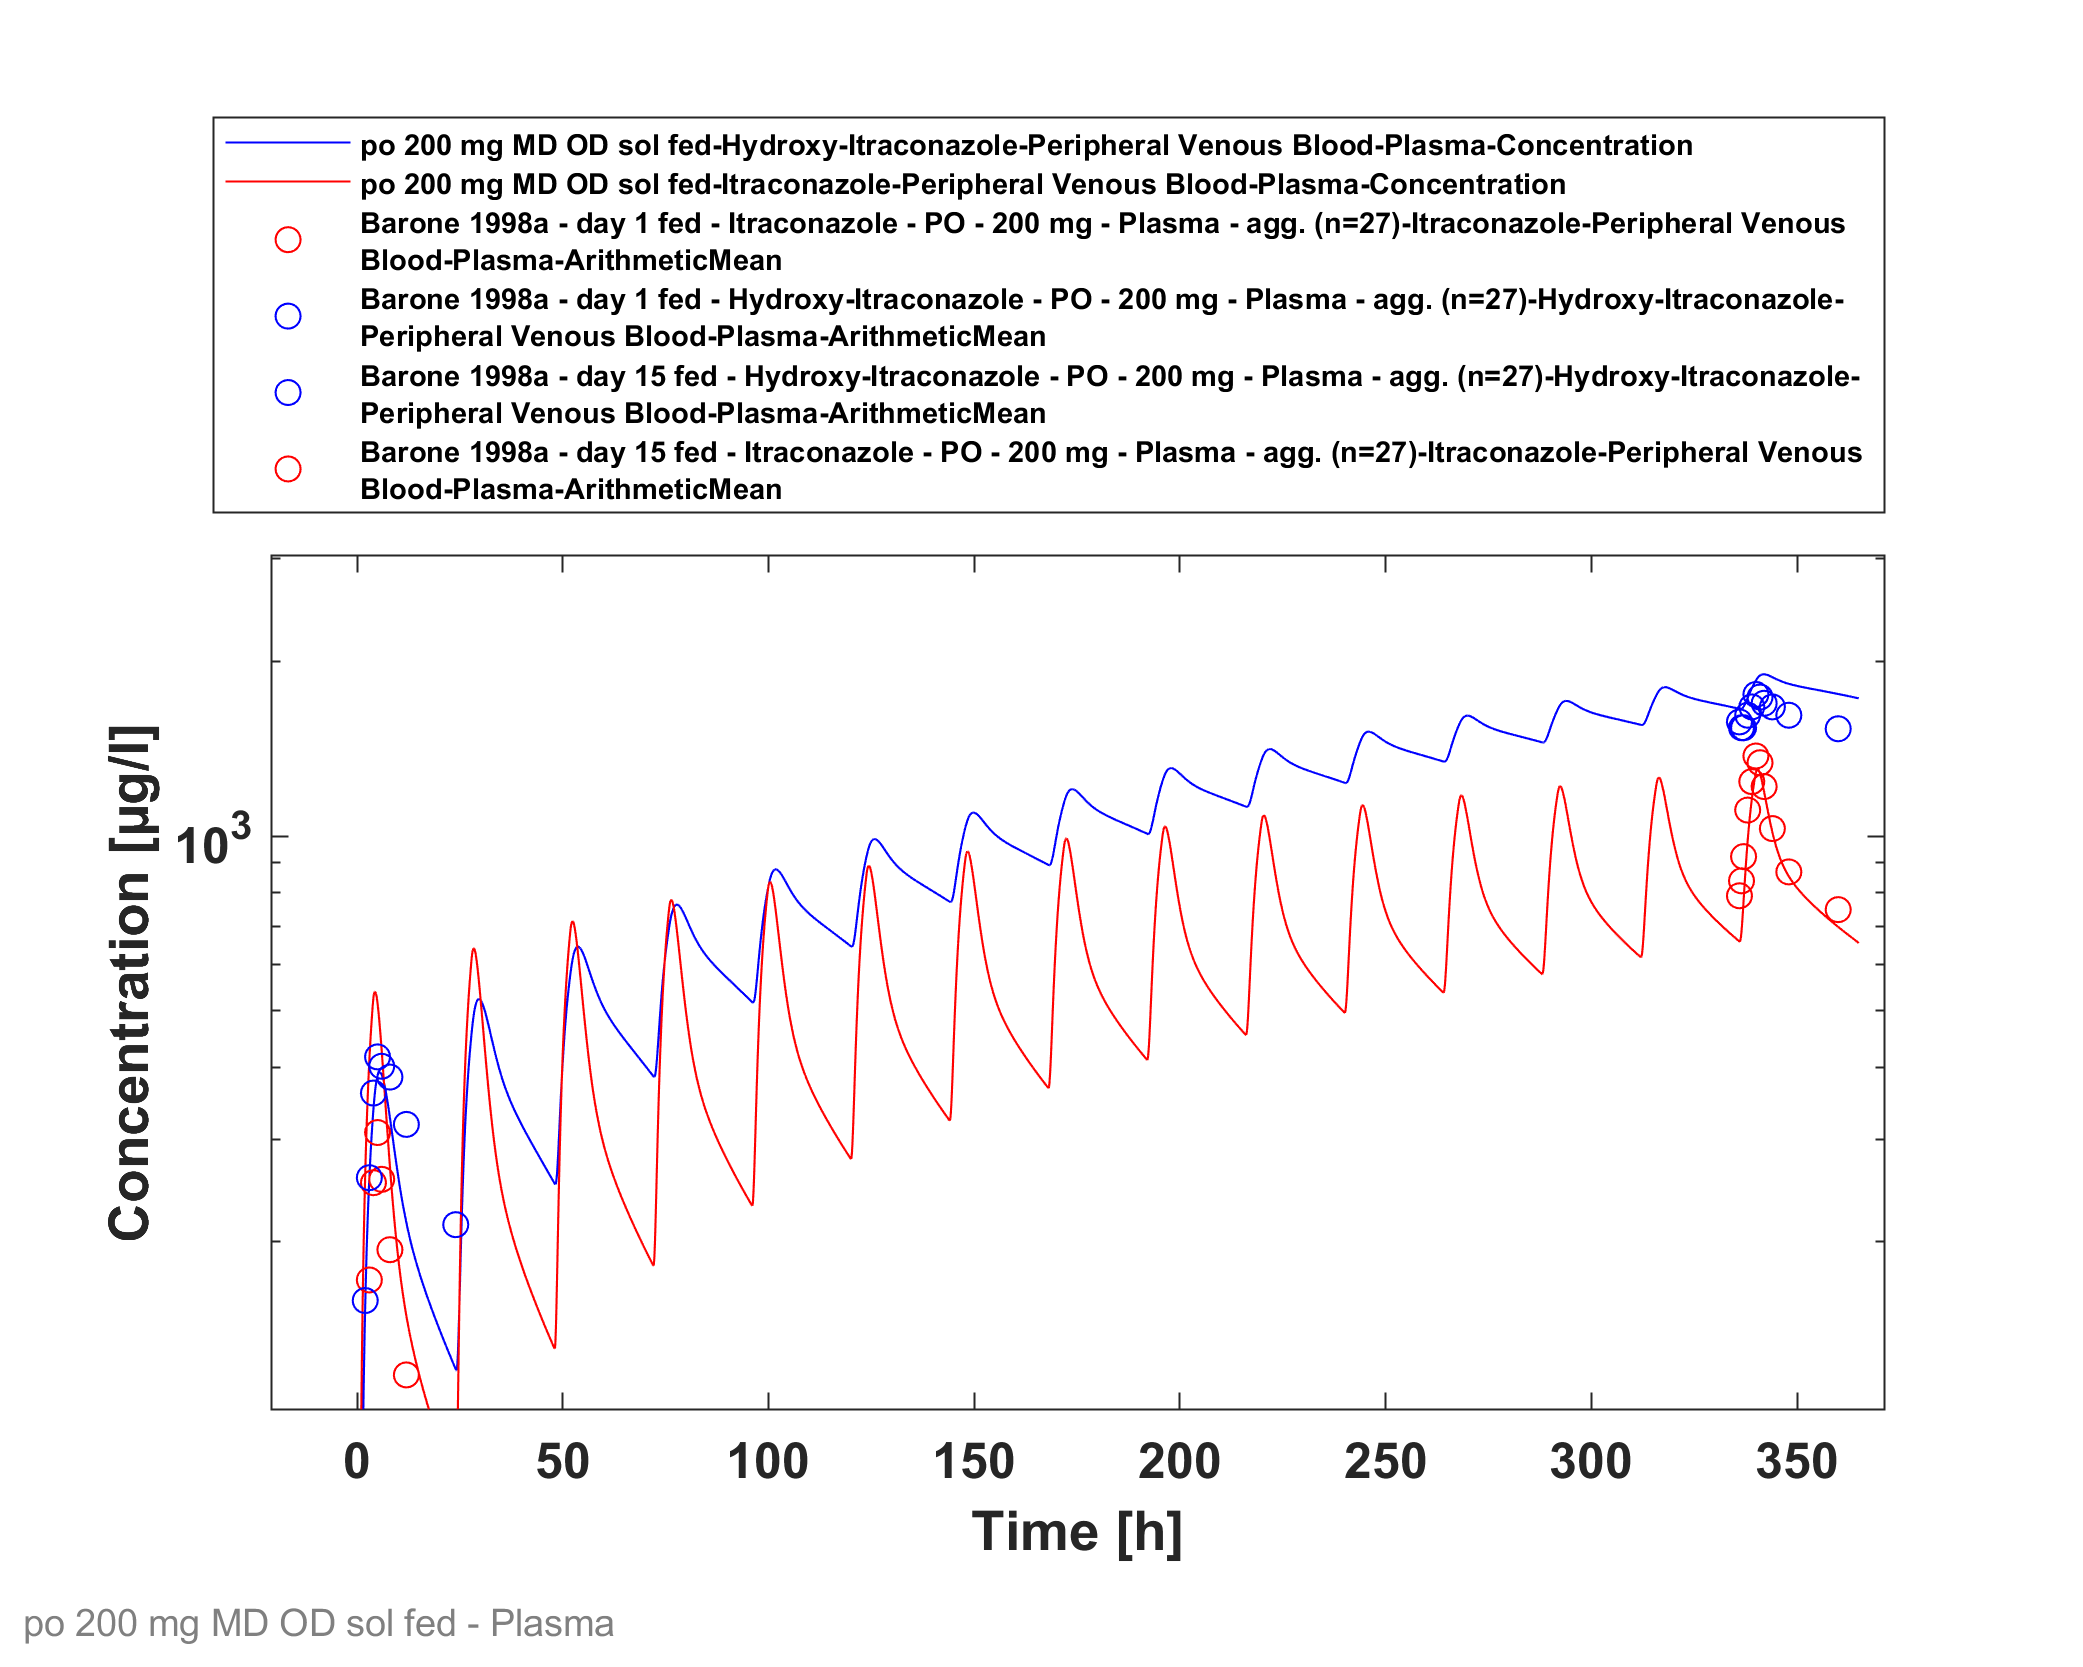 po 200 mg MD OD sol fed-Hydroxy-Itraconazole-Peripheral Venous Blood-Plasma-Concentration
po 200 mg MD OD sol fed-Itraconazole-Peripheral Venous Blood-Plasma-Concentration
Barone 1998a - day 1 fed - Itraconazole - PO - 200 mg - Plasma - agg. (n=27)-Itraconazole-Peripheral Venous
Blood-Plasma-ArithmeticMean
Barone 1998a - day 1 fed - Hydroxy-Itraconazole - PO - 200 mg - Plasma - agg. (n=27)-Hydroxy-Itraconazole-
Peripheral Venous Blood-Plasma-ArithmeticMean
Barone 1998a - day 15 fed - Hydroxy-Itraconazole - PO - 200 mg - Plasma - agg. (n=27)-Hydroxy-Itraconazole-
Peripheral Venous Blood-Plasma-ArithmeticMean
Barone 1998a - day 15 fed - Itraconazole - PO - 200 mg - Plasma - agg. (n=27)-Itraconazole-Peripheral Venous
Blood-Plasma-ArithmeticMean
Concentration [µg/l]
10³
0 50 100 150 200 250 300 350
Time [h]
po 200 mg MD OD sol fed - Plasma